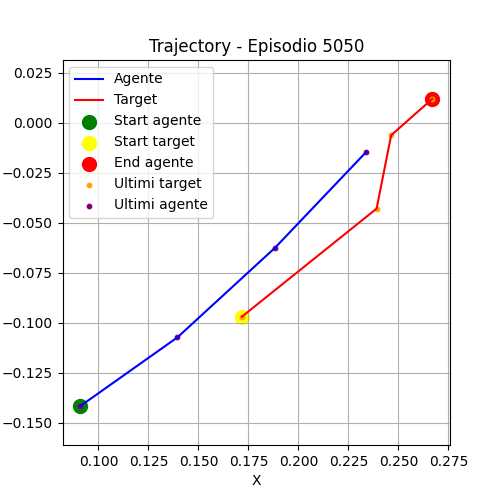 Trajectory - Episodio 5050
Agente
Target
Start agente
Start target
End agente
Ultimi target
Ultimi agente
0.025
0.000
−0.025
−0.050
−0.075
−0.100
−0.125
−0.150
0.100 0.125 0.150 0.175 0.200 0.225 0.250 0.275
X